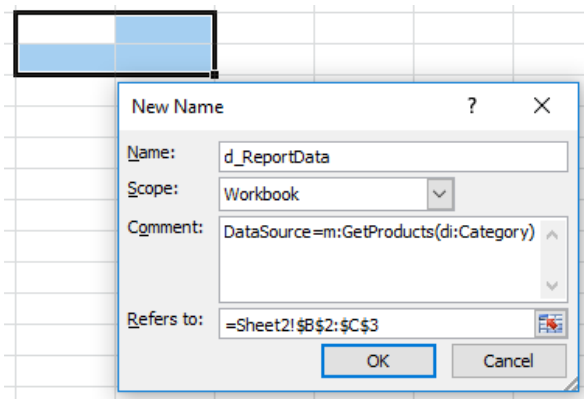 New Name ?
Name: d_ReportData
Scope: Workbook
Comment: DataSource=m:GetProducts(di:Category)
Refers to: =Sheet2!$B$2:$C$3
OK Cancel